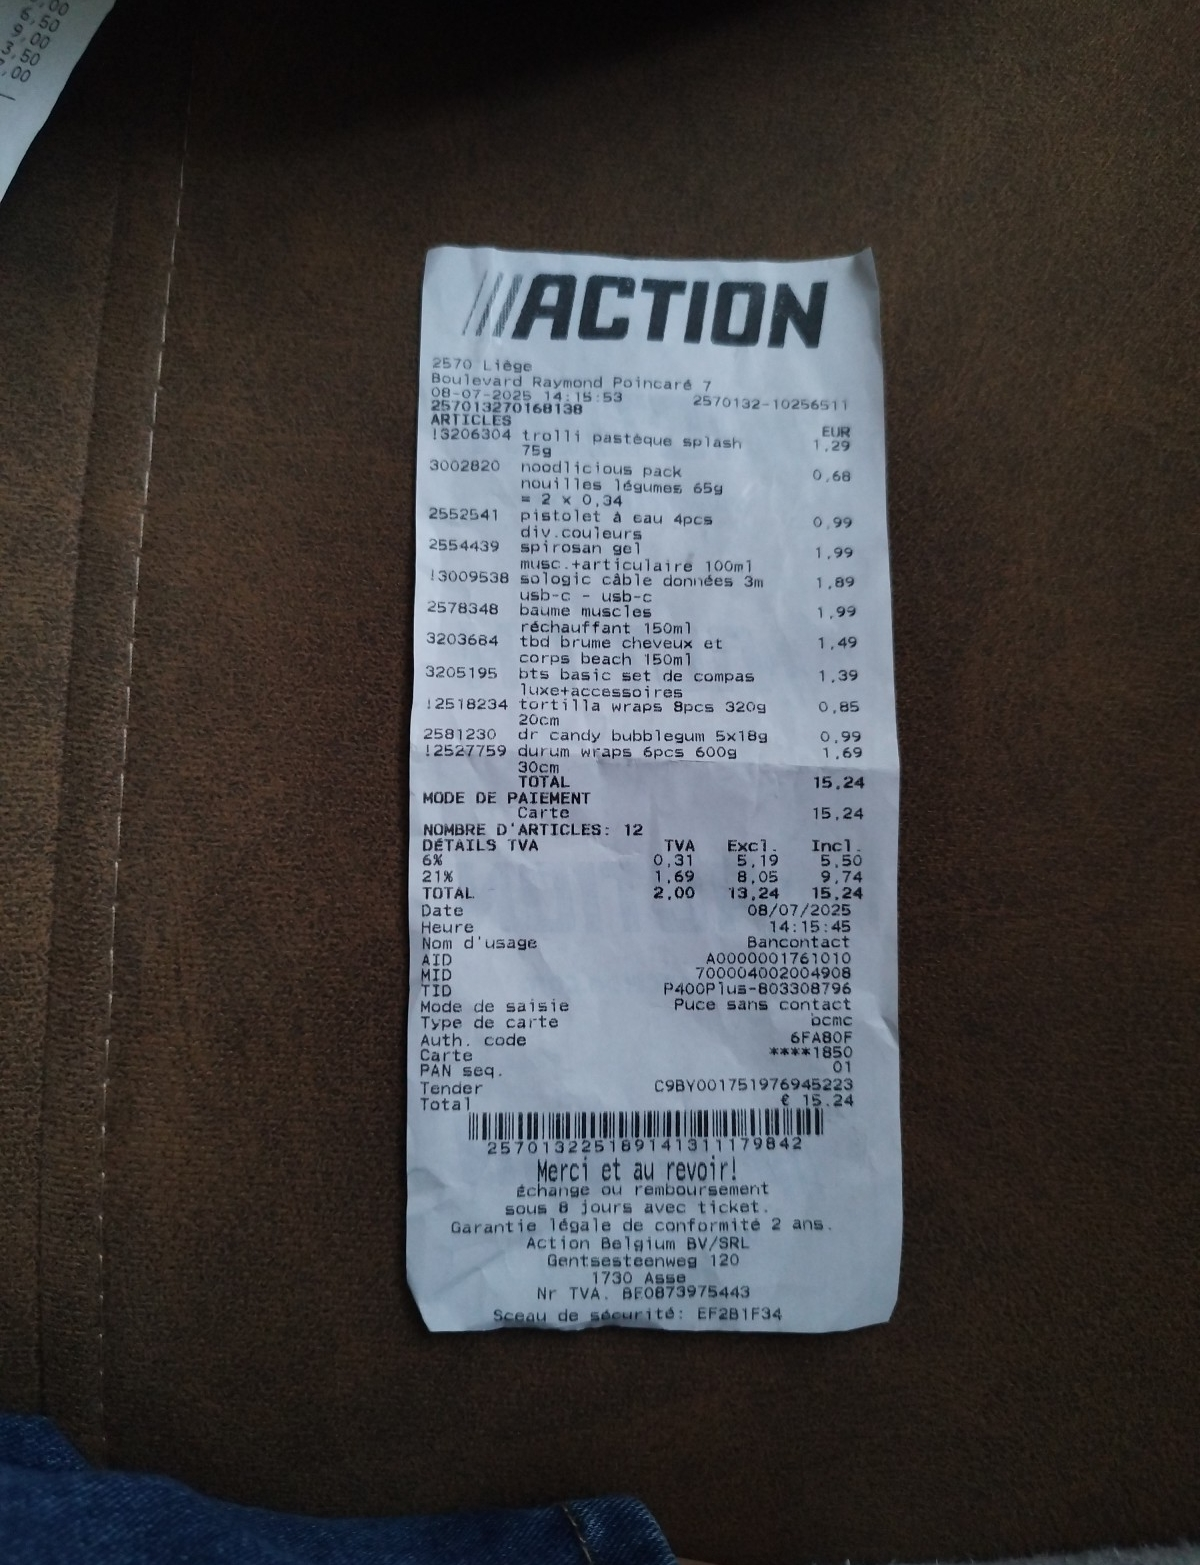 ,00
6,50
9,00
3,50
,00
ACTION
2570 Liège
Boulevard Raymond Poincaré 7
08-07-2025 14:15:53 2570132-10256511
257013270168138
ARTICLES EUR
!3206304 trolli pastèque splash 1,29
75g
3002820 noodlicious pack 0,68
nouilles légumes 65g
= 2 x 0,34
2552541 pistolet à eau 4pcs 0,99
div.couleurs
2554439 spirosan gel 1,99
musc.+articulaire 100ml
!3009538 sologic câble données 3m 1,89
usb-c - usb-c
2578348 baume muscles 1,99
réchauffant 150ml
3203684 tbd brume cheveux et 1,49
corps beach 150ml
3205195 bts basic set de compas 1,39
luxe+accessoires
!2518234 tortilla wraps 8pcs 320g 0,85
20cm
2581230 dr candy bubblegum 5x18g 0,99
!2527759 durum wraps 6pcs 600g 1,69
30cm
TOTAL 15,24
MODE DE PAIEMENT
Carte 15,24
NOMBRE D'ARTICLES: 12
DÉTAILS TVA TVA Excl. Incl.
6% 0,31 5,19 5,50
21% 1,69 8,05 9,74
TOTAL 2,00 13,24 15,24
Date 08/07/2025
Heure 14:15:45
Nom d'usage Bancontact
AID A0000001761010
MID 700004002004908
TID P400Plus-803308796
Mode de saisie Puce sans contact
Type de carte bcmc
Auth. code 6FA80F
Carte ****1850
PAN seq. 01
Tender C9BY001751976945223
Total € 15.24
257013225189141311179842
Merci et au revoir!
échange ou remboursement
sous 8 jours avec ticket.
Garantie légale de conformité 2 ans.
Action Belgium BV/SRL
Gentsesteenweg 120
1730 Asse
Nr TVA. BE0873975443
Sceau de sécurité: EF2B1F34